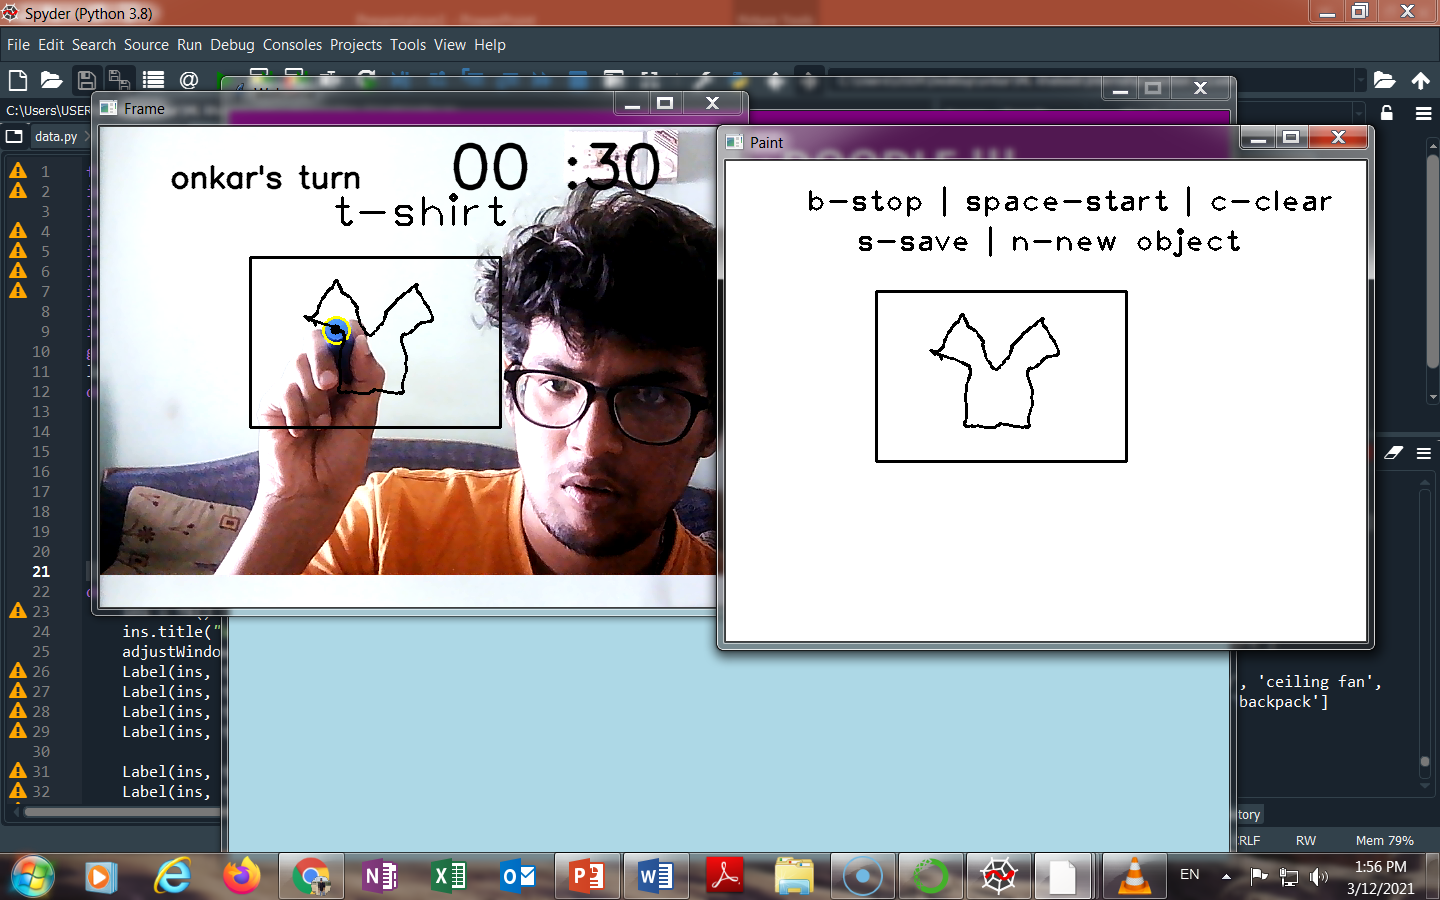 Spyder (Python 3.8)
File Edit Search Source Run Debug Consoles Projects Tools View Help
C:\Users\USER
data.py
Frame
onkar's turn
00 :30
t-shirt
Paint
b-stop | space-start | c-clear
s-save | n-new object
1
2
3
4
5
6
7
8
9
10
11
12
13
14
15
16
17
18
19
20
21
22
23
24 ins.title("
25 adjustWindo
26 Label(ins,
27 Label(ins,
28 Label(ins,
29 Label(ins,
30
31 Label(ins,
32 Label(ins,
, 'ceiling fan',
backpack']
tory
RLF RW Mem 79%
EN
1:56 PM
3/12/2021